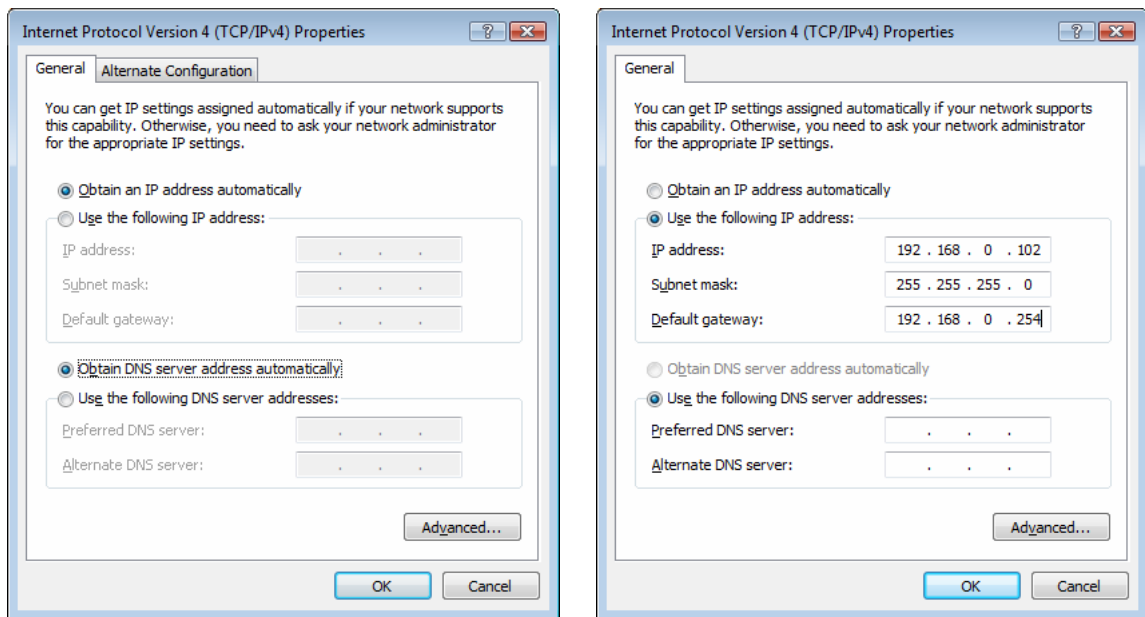 Internet Protocol Version 4 (TCP/IPv4) Properties
General
Alternate Configuration
You can get IP settings assigned automatically if your network supports
this capability. Otherwise, you need to ask your network administrator
for the appropriate IP settings.
Obtain an IP address automatically
Use the following IP address:
IP address:
. . .
Subnet mask:
. . .
Default gateway:
. . .
Obtain DNS server address automatically
Use the following DNS server addresses:
Preferred DNS server:
. . .
Alternate DNS server:
. . .
Advanced...
OK
Cancel
Internet Protocol Version 4 (TCP/IPv4) Properties
General
You can get IP settings assigned automatically if your network supports
this capability. Otherwise, you need to ask your network administrator
for the appropriate IP settings.
Obtain an IP address automatically
Use the following IP address:
IP address:
192 . 168 . 0 . 102
Subnet mask:
255 . 255 . 255 . 0
Default gateway:
192 . 168 . 0 . 254
Obtain DNS server address automatically
Use the following DNS server addresses:
Preferred DNS server:
. . .
Alternate DNS server:
. . .
Advanced...
OK
Cancel